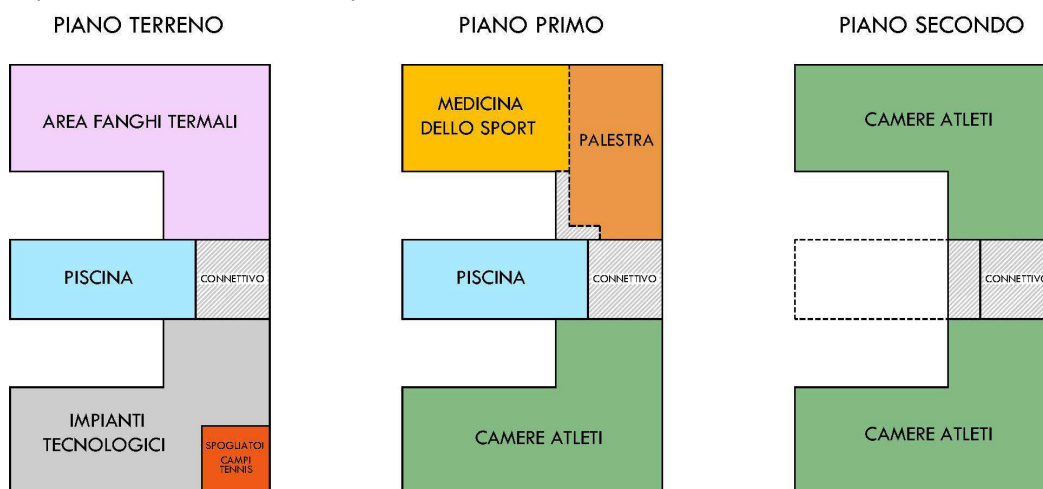 PIANO TERRENO
AREA FANGHI TERMALI
PISCINA
CONNETTIVO
IMPIANTI
TECNOLOGICI
SPOGLIATOI
CAMPI
TENNIS
PIANO PRIMO
MEDICINA
DELLO SPORT
PALESTRA
PISCINA
CONNETTIVO
CAMERE ATLETI
PIANO SECONDO
CAMERE ATLETI
CONNETTIVO
CAMERE ATLETI